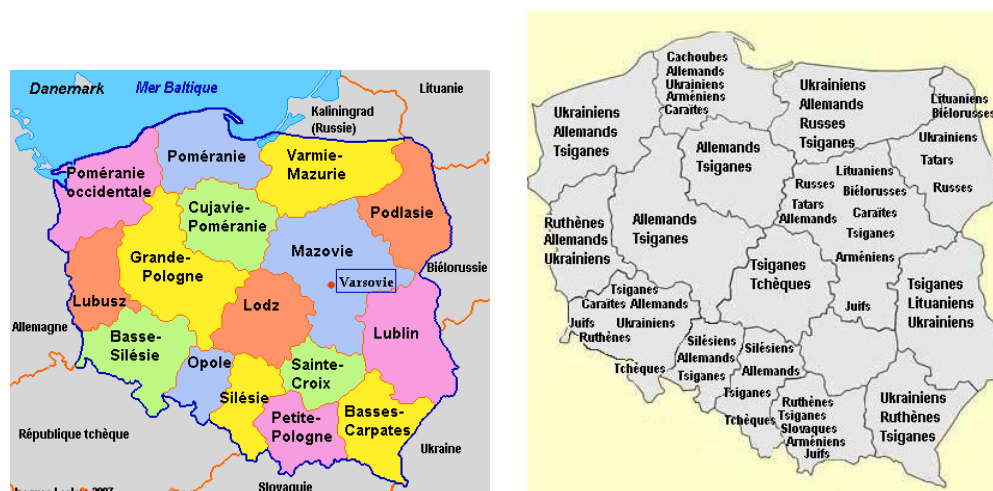 Danemark
Mer Baltique
Lituanie
Kaliningrad
(Russie)
Poméranie
occidentale
Poméranie
Varmie-
Mazurie
Cujavie-
Poméranie
Podlasie
Grande-
Pologne
Mazovie
Varsovie
Biélorussie
Lubusz
Lodz
Allemagne
Basse-
Silésie
Lublin
Opole
Sainte-
Croix
Silésie
Petite-
Pologne
Basses-
Carpates
République tchèque
Ukraine
Slovaquie
2007
Cachoubes
Allemands
Ukrainiens
Arméniens
Caraïtes
Ukrainiens
Allemands
Tsiganes
Ukrainiens
Allemands
Russes
Tsiganes
Lituaniens
Biélorusses
Ukrainiens
Tatars
Russes
Allemands
Tsiganes
Lituaniens
Russes
Biélorusses
Tatars
Allemands
Caraïtes
Tsiganes
Arméniens
Juifs
Ruthènes
Allemands
Ukrainiens
Allemands
Tsiganes
Tsiganes
Tchèques
Tsiganes
Lituaniens
Ukrainiens
Tsiganes
Caraïtes Allemands
Juifs
Ukrainiens
Ruthènes
Tchèques
Silésiens
Allemands
Tsiganes
Silésiens
Allemands
Tsiganes
Tchèques
Ruthènes
Tsiganes
Slovaques
Arméniens
Juifs
Ukrainiens
Ruthènes
Tsiganes